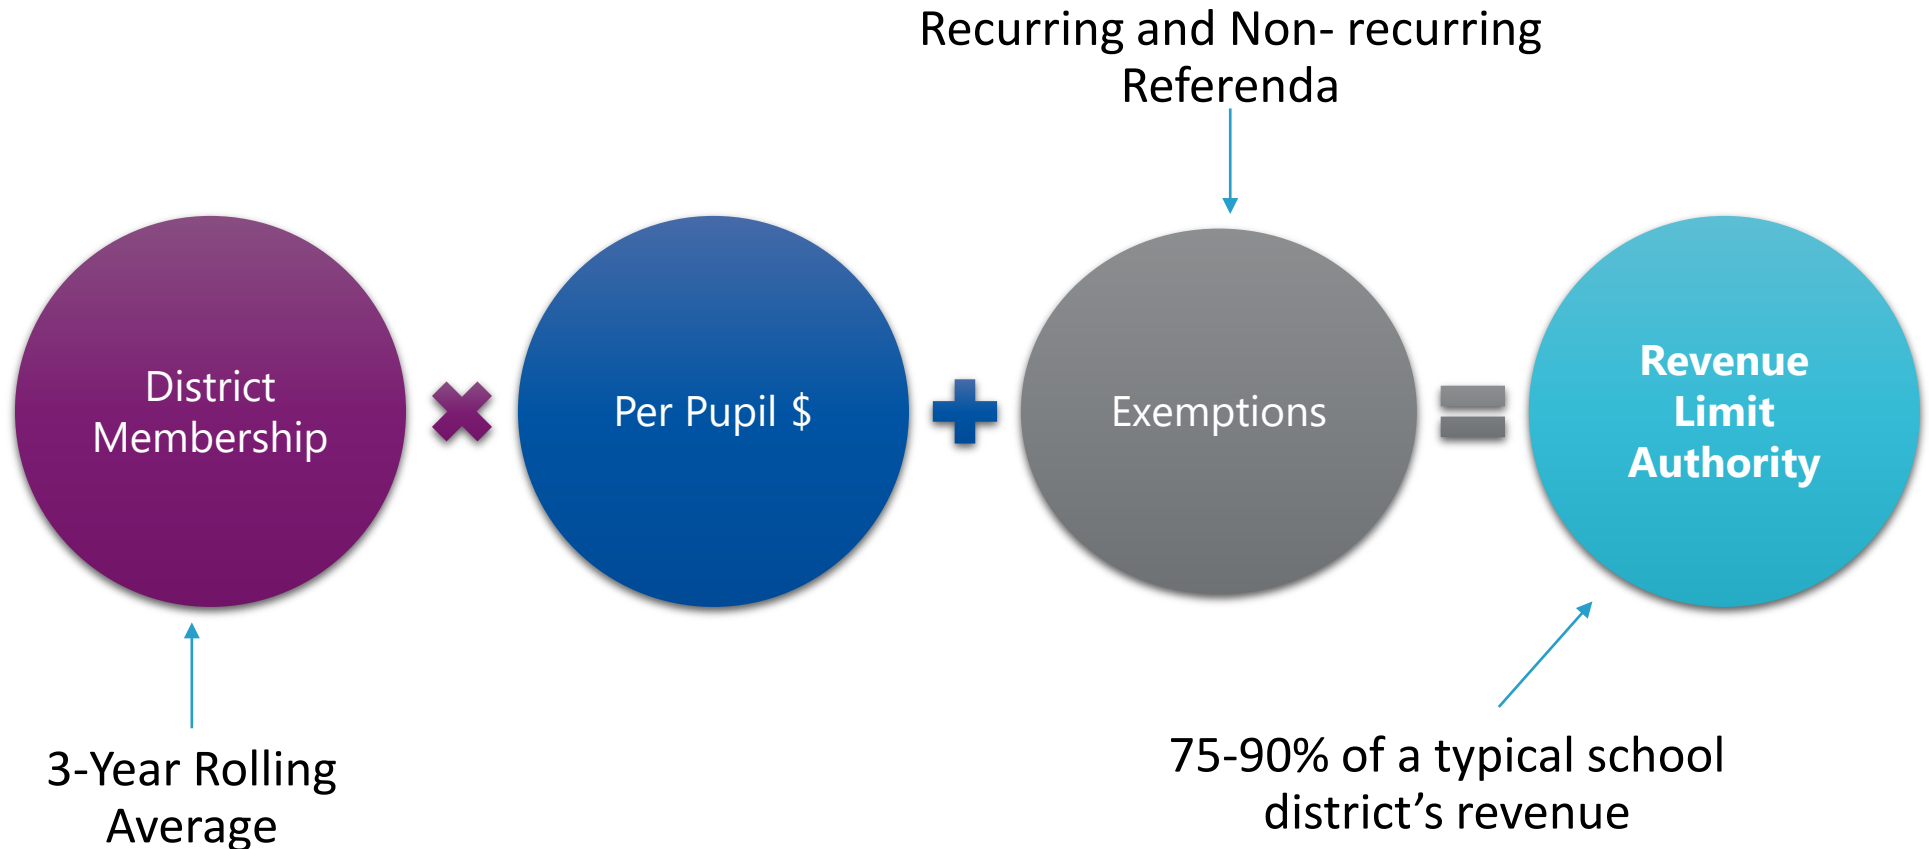 Recurring and Non- recurring
Referenda
District
Membership
Per Pupil $
Exemptions
Revenue
Limit
Authority
3-Year Rolling
Average
75-90% of a typical school
district’s revenue